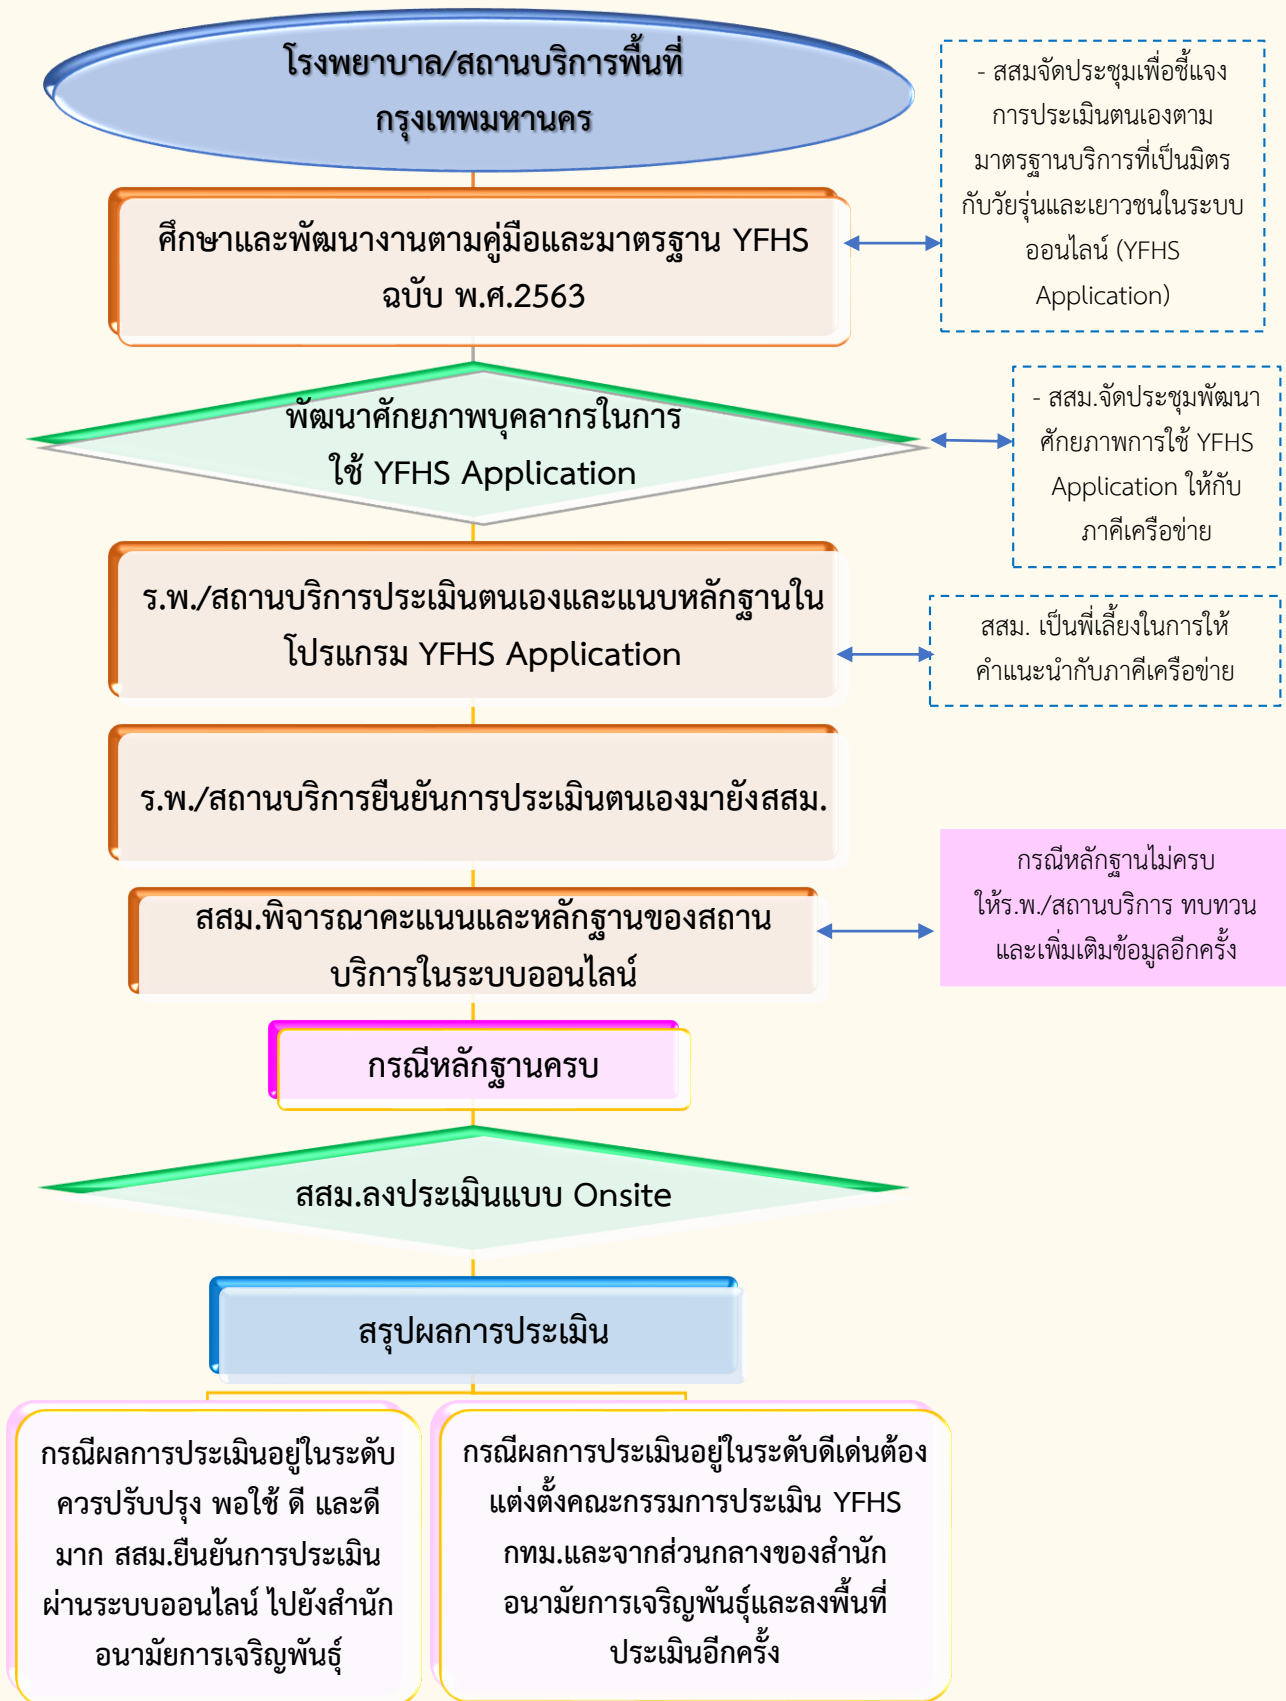 โรงพยาบาล/สถานบริการพื้นที่
กรุงเทพมหานคร
- สสมจัดประชุมเพื่อชี้แจง
การประเมินตนเองตาม
มาตรฐานบริการที่เป็นมิตร
กับวัยรุ่นและเยาวชนในระบบ
ออนไลน์ (YFHS
Application)
ศึกษาและพัฒนางานตามคู่มือและมาตรฐาน YFHS
ฉบับ พ.ศ.2563
พัฒนาศักยภาพบุคลากรในการ
ใช้ YFHS Application
- สสม.จัดประชุมพัฒนา
ศักยภาพการใช้ YFHS
Application ให้กับ
ภาคีเครือข่าย
ร.พ./สถานบริการประเมินตนเองและแนบหลักฐานใน
โปรแกรม YFHS Application
สสม. เป็นพี่เลี้ยงในการให้
คำแนะนำกับภาคีเครือข่าย
ร.พ./สถานบริการยืนยันการประเมินตนเองมายังสสม.
สสม.พิจารณาคะแนนและหลักฐานของสถาน
บริการในระบบออนไลน์
กรณีหลักฐานไม่ครบ
ให้ร.พ./สถานบริการ ทบทวน
และเพิ่มเติมข้อมูลอีกครั้ง
กรณีหลักฐานครบ
สสม.ลงประเมินแบบ Onsite
สรุปผลการประเมิน
กรณีผลการประเมินอยู่ในระดับ
ควรปรับปรุง พอใช้ ดี และดี
มาก สสม.ยืนยันการประเมิน
ผ่านระบบออนไลน์ ไปยังสำนัก
อนามัยการเจริญพันธุ์
กรณีผลการประเมินอยู่ในระดับดีเด่นต้อง
แต่งตั้งคณะกรรมการประเมิน YFHS
กทม.และจากส่วนกลางของสำนัก
อนามัยการเจริญพันธุ์และลงพื้นที่
ประเมินอีกครั้ง